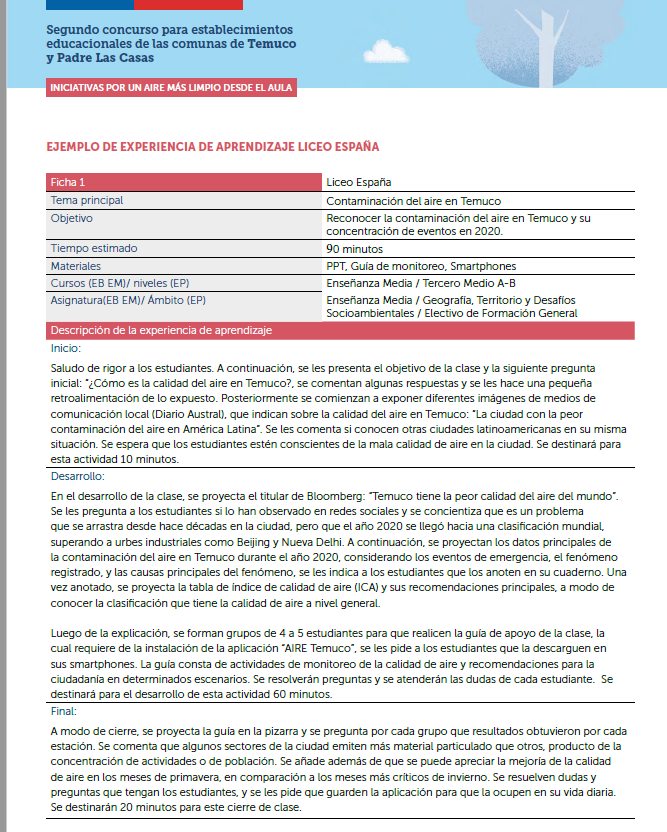 Segundo concurso para establecimientos
educacionales de las comunas de Temuco
y Padre Las Casas
INICIATIVAS POR UN AIRE MÁS LIMPIO DESDE EL AULA
EJEMPLO DE EXPERIENCIA DE APRENDIZAJE LICEO ESPAÑA
Ficha 1 Liceo España
Tema principal Contaminación del aire en Temuco
Objetivo Reconocer la contaminación del aire en Temuco y su
concentración de eventos en 2020.
Tiempo estimado 90 minutos
Materiales PPT, Guía de monitoreo, Smartphones
Cursos (EB EM)/ niveles (EP) Enseñanza Media / Tercero Medio A-B
Asignatura(EB EM)/ Ámbito (EP) Enseñanza Media / Geografía, Territorio y Desafíos
Socioambientales / Electivo de Formación General
Descripción de la experiencia de aprendizaje
Inicio:
Saludo de rigor a los estudiantes. A continuación, se les presenta el objetivo de la clase y la siguiente pregunta
inicial: “¿Cómo es la calidad del aire en Temuco?, se comentan algunas respuestas y se les hace una pequeña
retroalimentación de lo expuesto. Posteriormente se comienzan a exponer diferentes imágenes de medios de
comunicación local (Diario Austral), que indican sobre la calidad del aire en Temuco: “La ciudad con la peor
contaminación del aire en América Latina”. Se les comenta si conocen otras ciudades latinoamericanas en su misma
situación. Se espera que los estudiantes estén conscientes de la mala calidad de aire en la ciudad. Se destinará para
esta actividad 10 minutos.
Desarrollo:
En el desarrollo de la clase, se proyecta el titular de Bloomberg: “Temuco tiene la peor calidad del aire del mundo”.
Se les pregunta a los estudiantes si lo han observado en redes sociales y se concientiza que es un problema
que se arrastra desde hace décadas en la ciudad, pero que el año 2020 se llegó hacia una clasificación mundial,
superando a urbes industriales como Beijing y Nueva Delhi. A continuación, se proyectan los datos principales de
la contaminación del aire en Temuco durante el año 2020, considerando los eventos de emergencia, el fenómeno
registrado, y las causas principales del fenómeno, se les indica a los estudiantes que los anoten en su cuaderno. Una
vez anotado, se proyecta la tabla de índice de calidad de aire (ICA) y sus recomendaciones principales, a modo de
conocer la clasificación que tiene la calidad de aire a nivel general.
Luego de la explicación, se forman grupos de 4 a 5 estudiantes para que realicen la guía de apoyo de la clase, la
cual requiere de la instalación de la aplicación “AIRE Temuco”, se les pide a los estudiantes que la descarguen en
sus smartphones. La guía consta de actividades de monitoreo de la calidad de aire y recomendaciones para la
ciudadanía en determinados escenarios. Se resolverán preguntas y se atenderán las dudas de cada estudiante. Se
destinará para el desarrollo de esta actividad 60 minutos.
Final:
A modo de cierre, se proyecta la guía en la pizarra y se pregunta por cada grupo que resultados obtuvieron por cada
estación. Se comenta que algunos sectores de la ciudad emiten más material particulado que otros, producto de la
concentración de actividades o de población. Se añade además de que se puede apreciar la mejoría de la calidad
de aire en los meses de primavera, en comparación a los meses más críticos de invierno. Se resuelven dudas y
preguntas que tengan los estudiantes, y se les pide que guarden la aplicación para que la ocupen en su vida diaria.
Se destinarán 20 minutos para este cierre de clase.